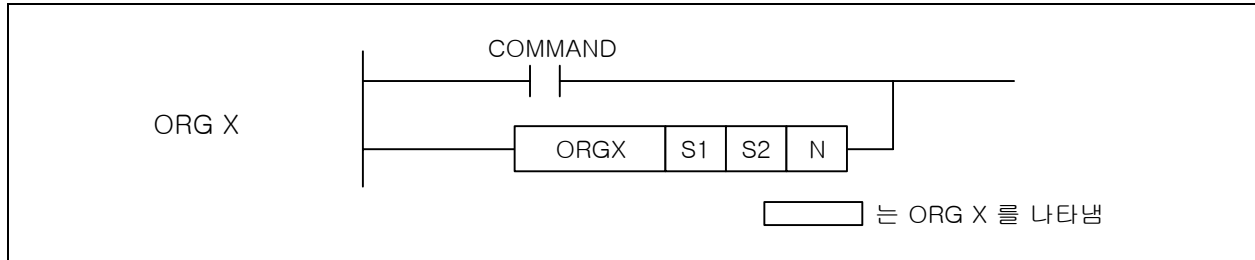 COMMAND
ORG X
ORGX S1 S2 N
는 ORG X 를 나타냄